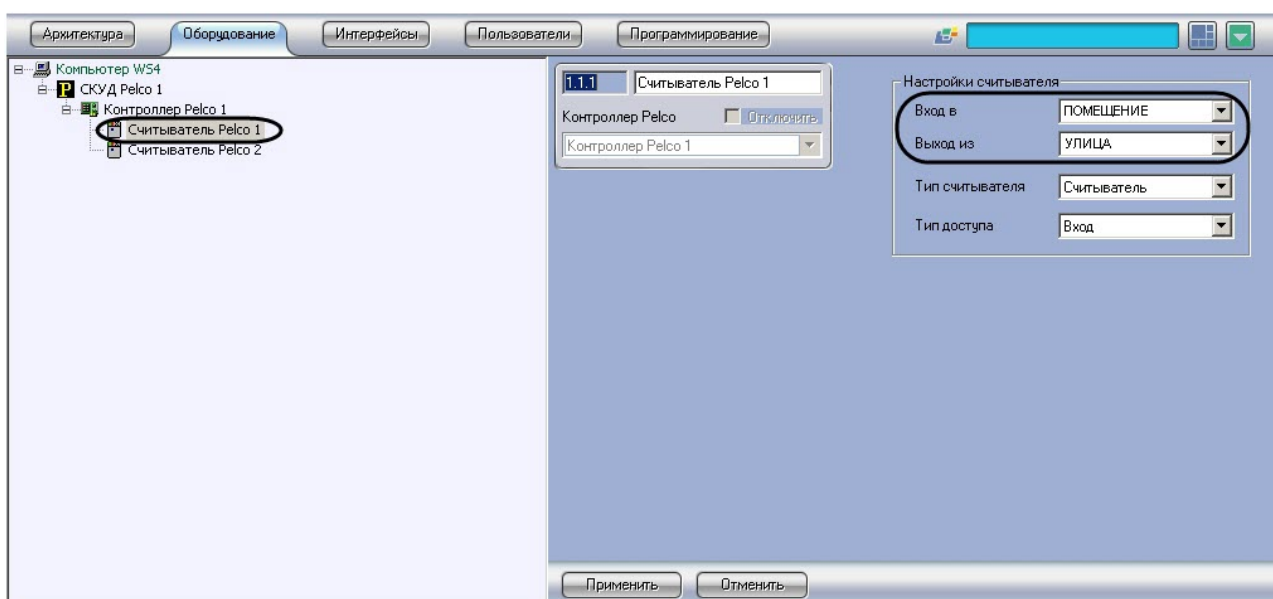 Архитектура Оборудование Интерфейсы Пользователи Программирование
Компьютер WS4
P СКУД Pelco 1
Контроллер Pelco 1
Считыватель Pelco 1
Считыватель Pelco 2
1.1.1 Считыватель Pelco 1
Контроллер Pelco Отключить
Контроллер Pelco 1
Настройки считывателя
Вход в ПОМЕЩЕНИЕ
Выход из УЛИЦА
Тип считывателя Считыватель
Тип доступа Вход
Применить Отменить